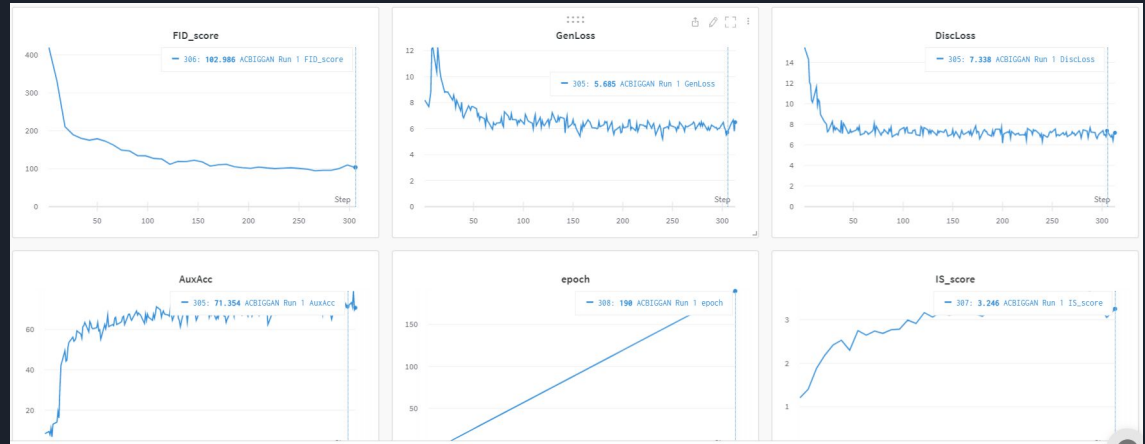 FID_score
306: 102.986 ACBIGGAN Run 1 FID_score
400
300
200
100
0
Step
50 100 150 200 250 300
GenLoss
305: 5.685 ACBIGGAN Run 1 GenLoss
12
10
8
6
4
2
0
Step
50 100 150 200 250 300
DiscLoss
305: 7.338 ACBIGGAN Run 1 DiscLoss
14
12
10
8
6
4
2
0
Step
50 100 150 200 250 300
AuxAcc
305: 71.354 ACBIGGAN Run 1 AuxAcc
60
40
20
epoch
308: 190 ACBIGGAN Run 1 epoch
150
100
50
IS_score
307: 3.246 ACBIGGAN Run 1 IS_score
3
2
1